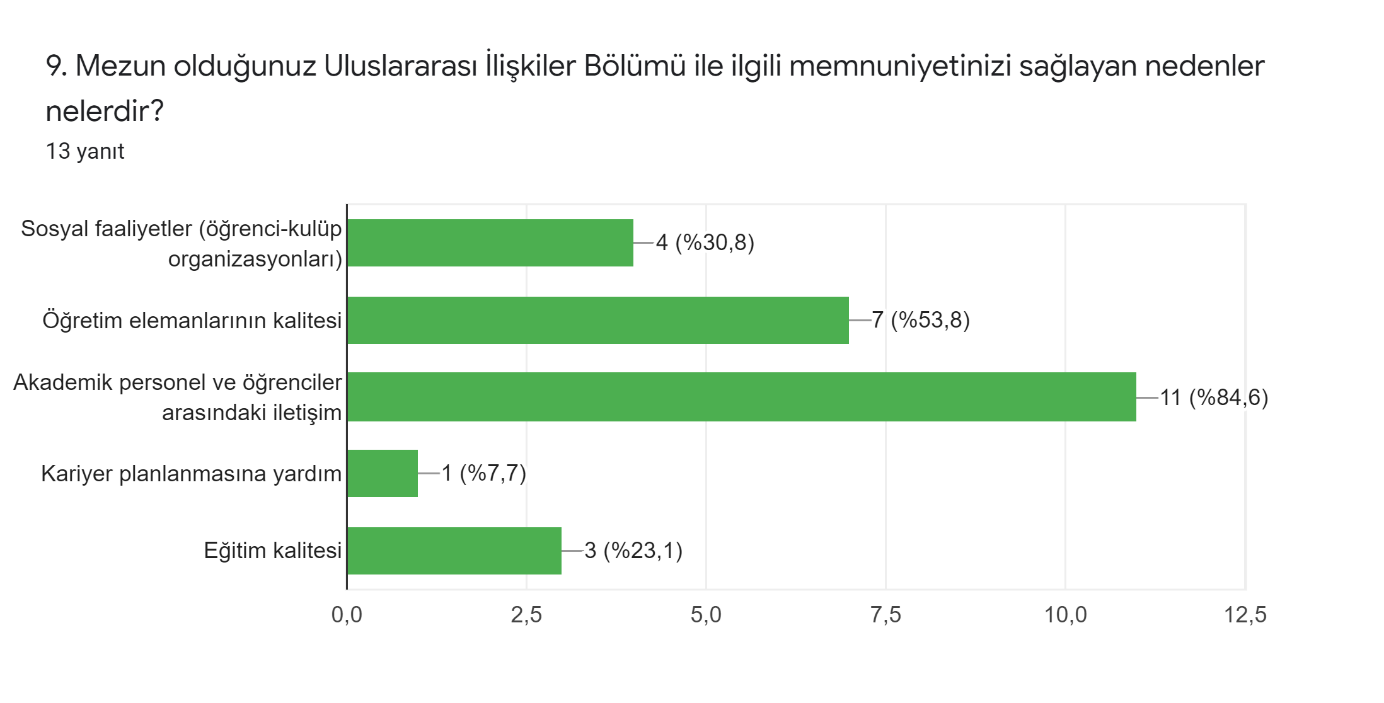 9. Mezun olduğunuz Uluslararası İlişkiler Bölümü ile ilgili memnuniyetinizi sağlayan nedenler
nelerdir?
13 yanıt
Sosyal faaliyetler (öğrenci-kulüp
organizasyonları)
4 (%30,8)
Öğretim elemanlarının kalitesi
7 (%53,8)
Akademik personel ve öğrenciler
arasındaki iletişim
11 (%84,6)
Kariyer planlanmasına yardım
1 (%7,7)
Eğitim kalitesi
3 (%23,1)
0,0 2,5 5,0 7,5 10,0 12,5